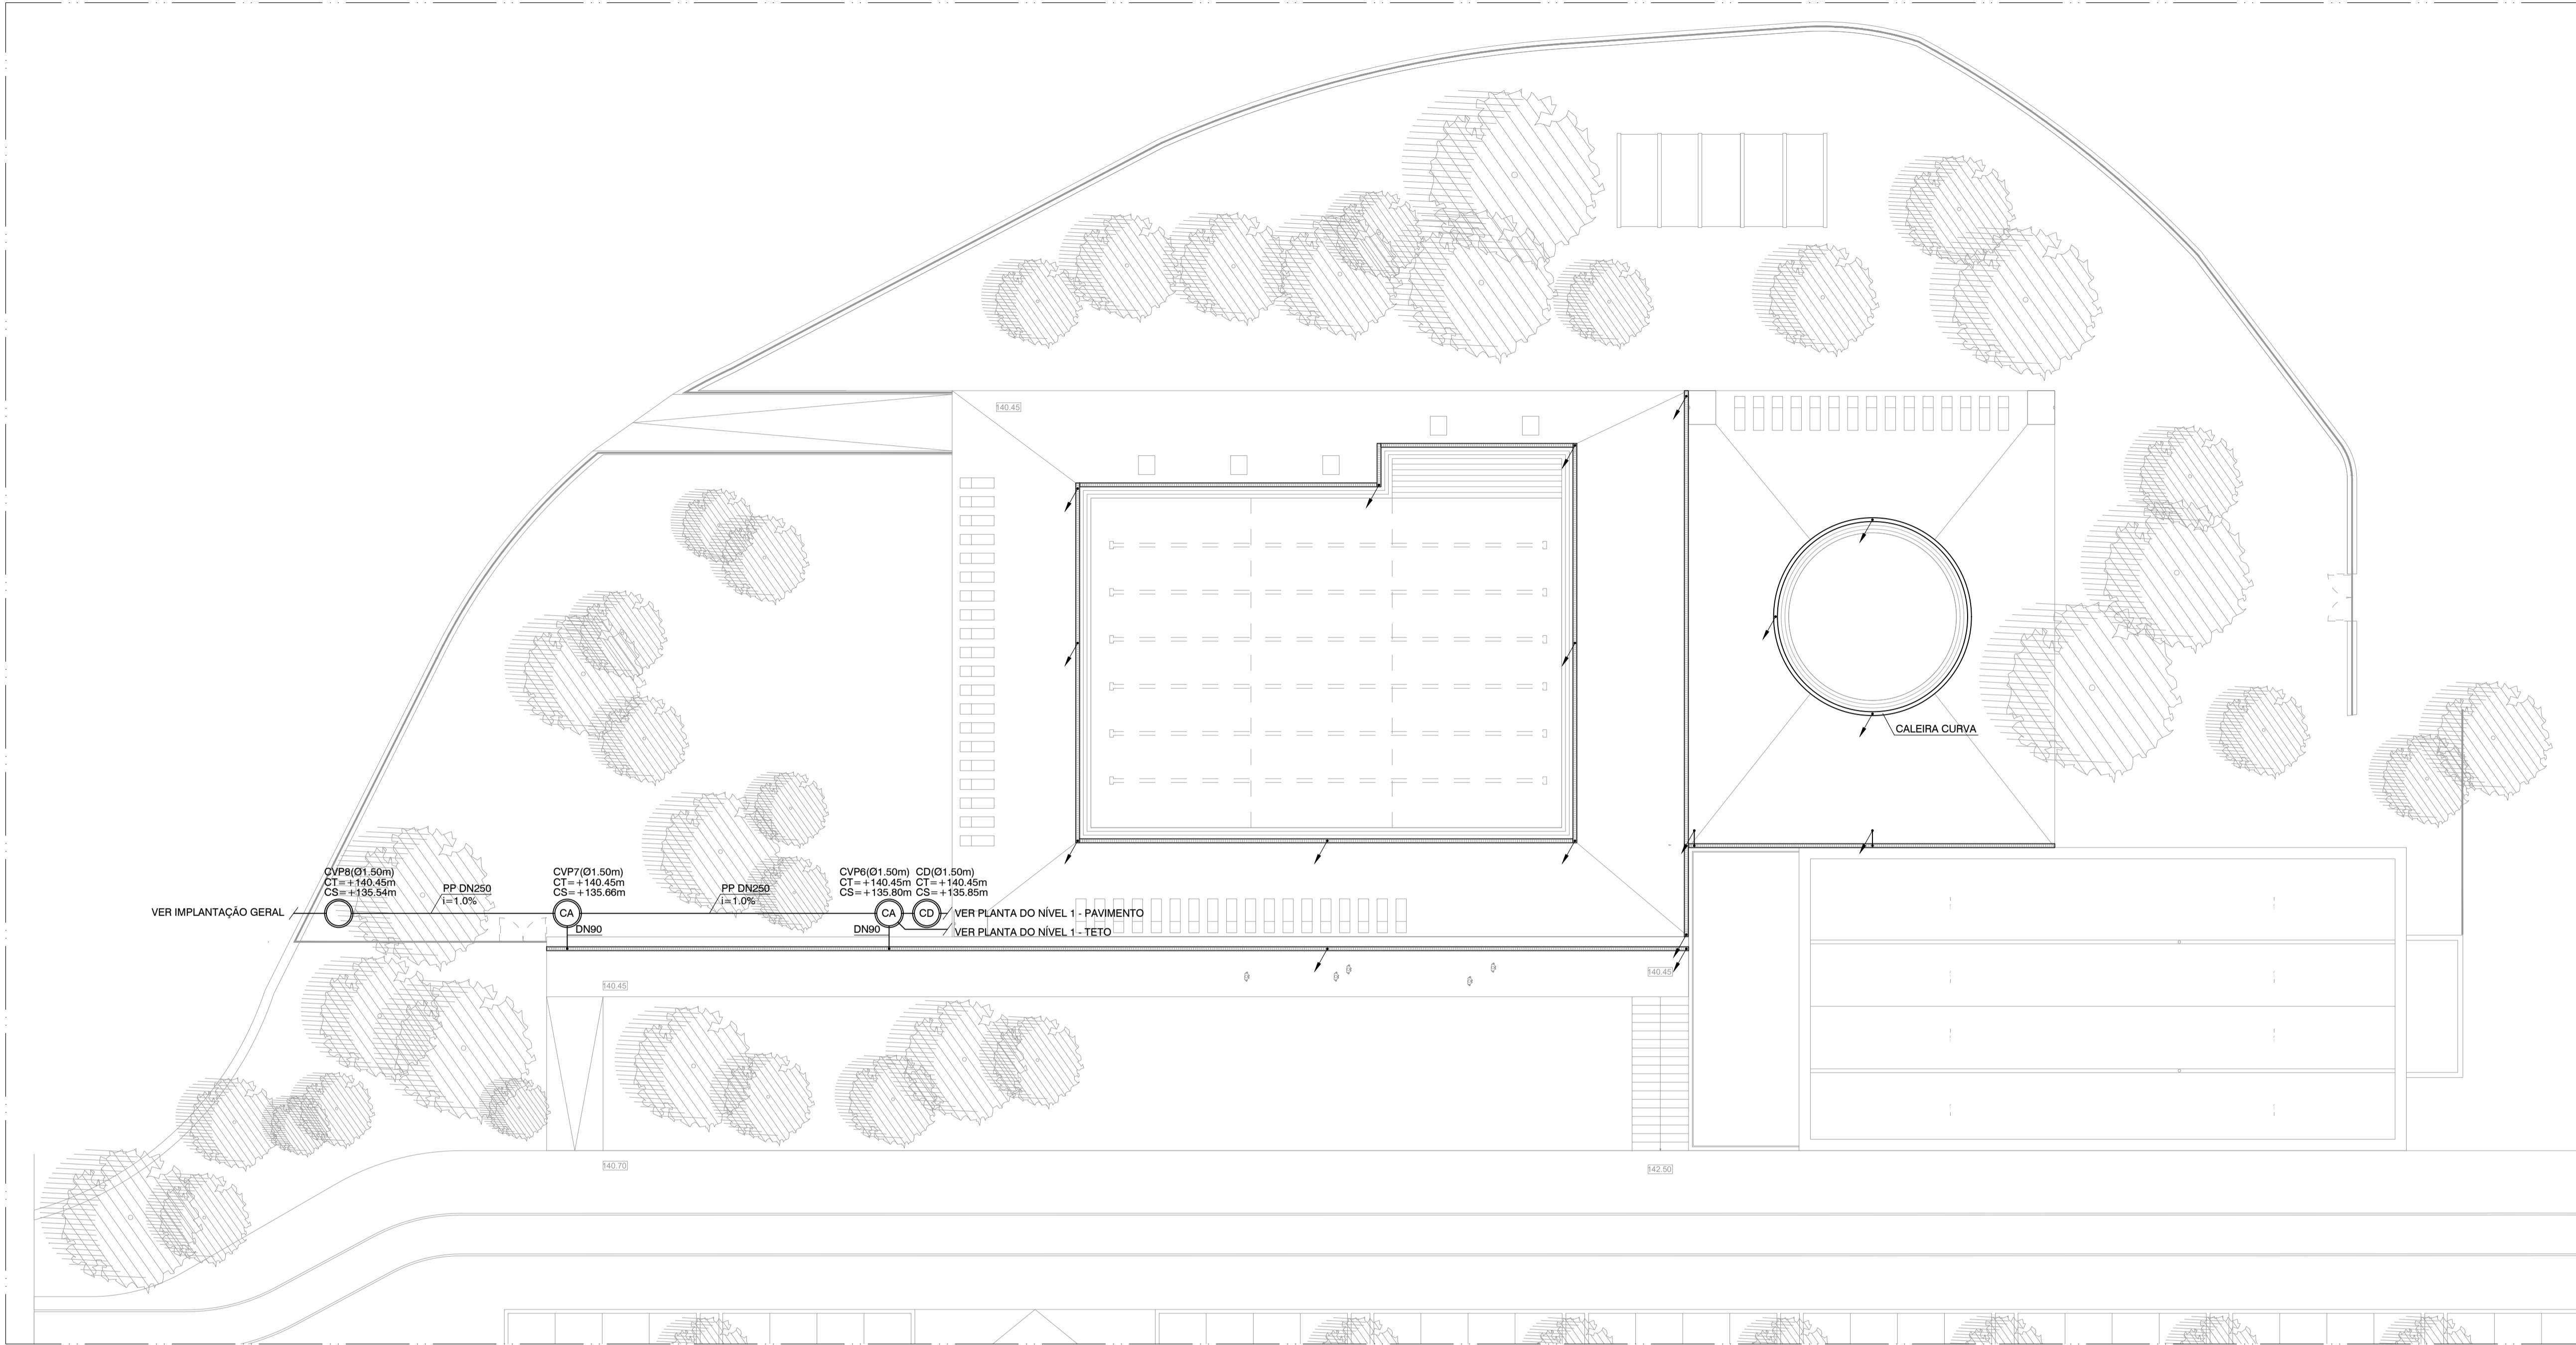 140.45
CALEIRA CURVA
CVP8(Ø1.50m)
CT=+140.45m
CS=+135.54m
PP DN250
i=1.0%
CVP7(Ø1.50m)
CT=+140.45m
CS=+135.66m
PP DN250
i=1.0%
CVP6(Ø1.50m)
CT=+140.45m
CS=+135.80m
CD(Ø1.50m)
CT=+140.45m
CS=+135.85m
VER IMPLANTAÇÃO GERAL
CA
CA
CD
VER PLANTA DO NÍVEL 1 - PAVIMENTO
DN90
DN90
VER PLANTA DO NÍVEL 1 - TETO
140.45
140.45
140.70
142.50